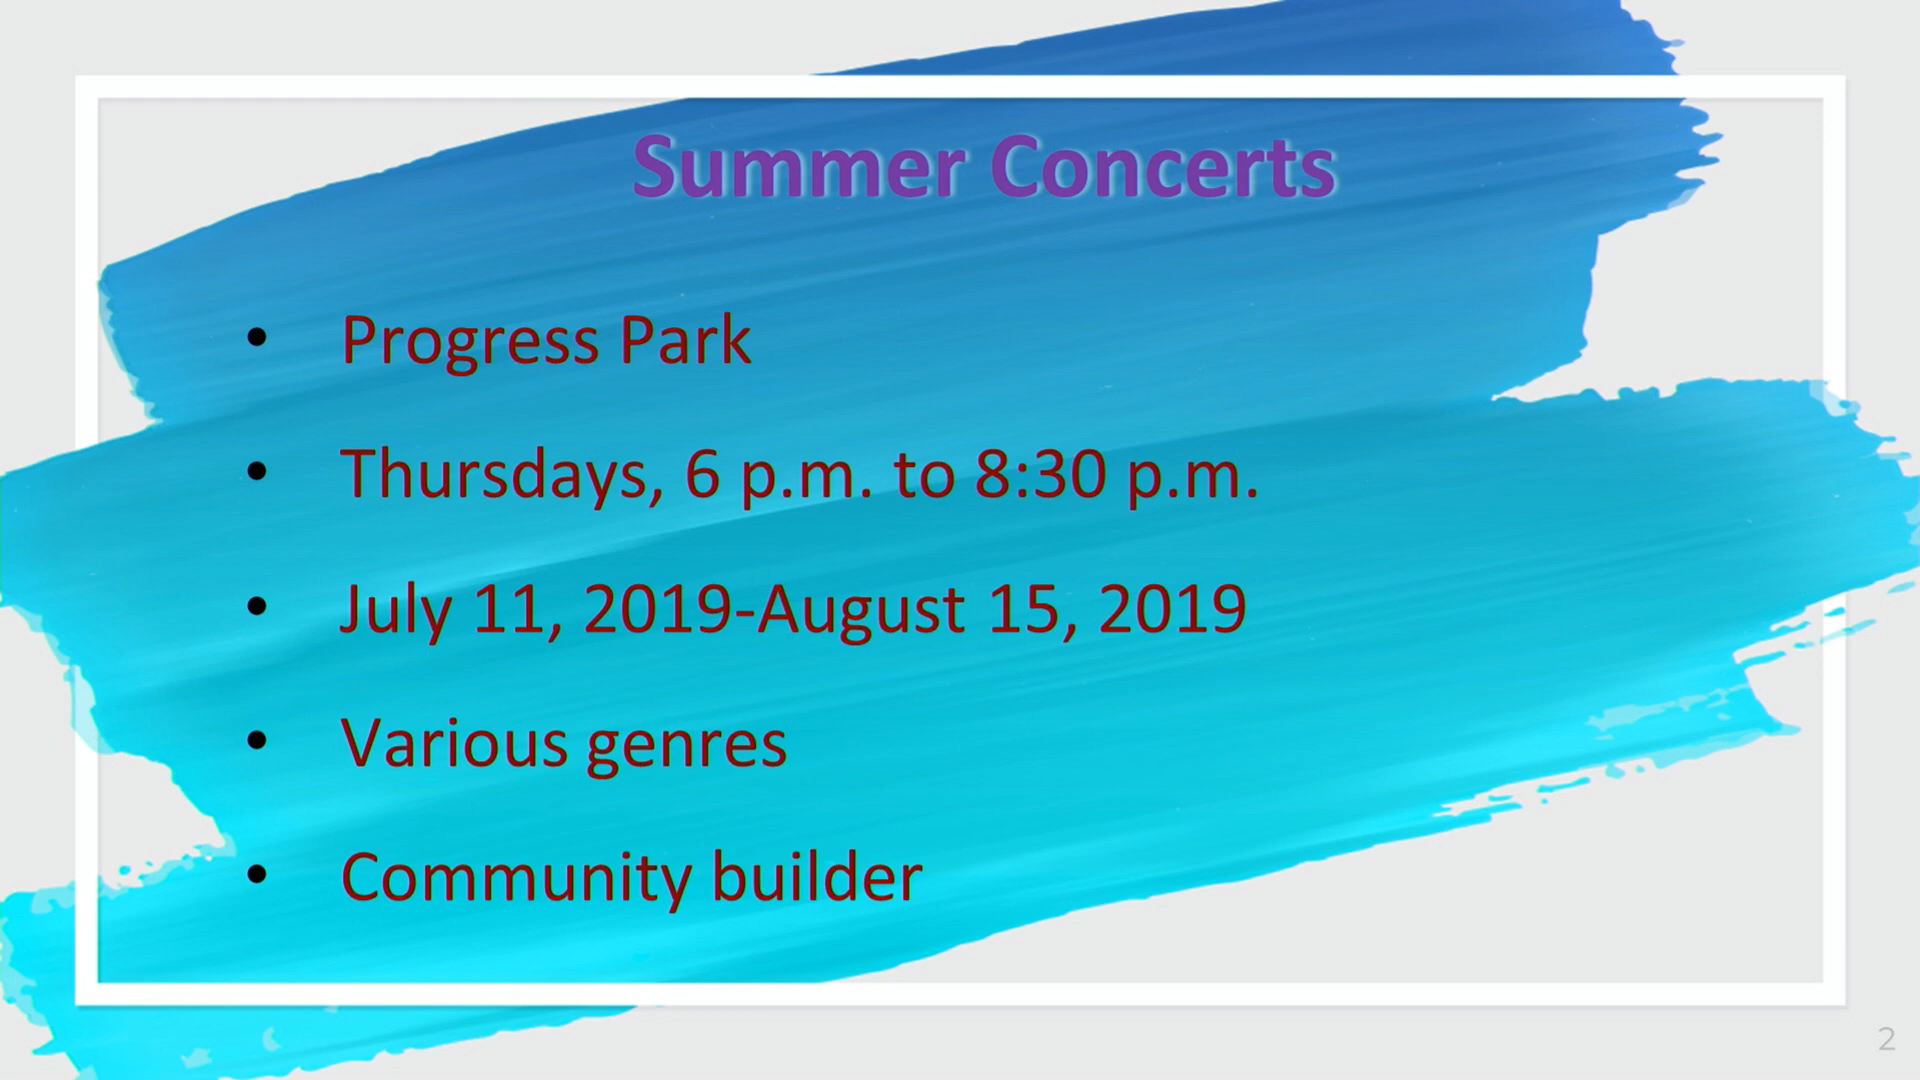 Summer Concerts
• Progress Park
• Thursdays, 6 p.m. to 8:30 p.m.
• July 11, 2019-August 15, 2019
• Various genres
• Community builder
2